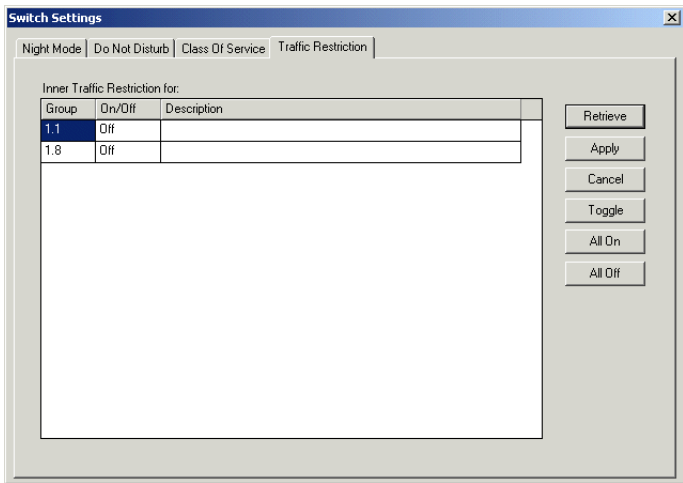 Switch Settings
Night Mode Do Not Disturb Class Of Service Traffic Restriction
Inner Traffic Restriction for:
Group On/Off Description
1.1 Off
1.8 Off
Retrieve
Apply
Cancel
Toggle
All On
All Off